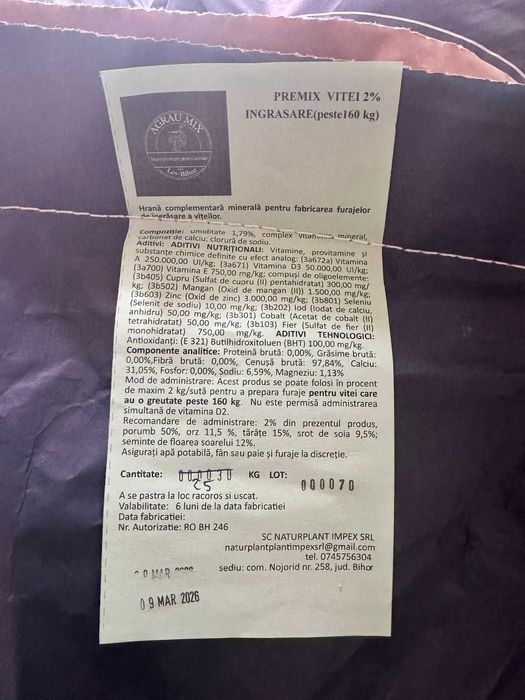 PREMIX VITEI 2%
INGRASARE(peste160 kg)
AGRAU MIX
Les-Bihor
Hrană complementară minerală pentru fabricarea furajelor
de îngrășare a vițeilor.
Compoziție: umiditate 1,79%, complex vitamino mineral,
carbonat de calciu; clorură de sodiu.
Aditivi: ADITIVI NUTRIȚIONALI: Vitamine, provitamine și
substanțe chimice definite cu efect analog: (3a672a) Vitamina
A 250.000,00 UI/kg; (3a671) Vitamina D3 50.000,00 UI/kg;
(3a700) Vitamina E 750,00 mg/kg; compuși de oligoelemente:
(3b405) Cupru (Sulfat de cupru (II) pentahidratat) 300,00 mg/
kg; (3b502) Mangan (Oxid de mangan (II)) 1.500,00 mg/kg;
(3b603) Zinc (Oxid de zinc) 3.000,00 mg/kg; (3b801) Seleniu
(Selenit de sodiu) 10,00 mg/kg; (3b202) Iod (Iodat de calciu,
anhidru) 50,00 mg/kg; (3b301) Cobalt (Acetat de cobalt (II)
tetrahidratat) 50,00 mg/kg; (3b103) Fier (Sulfat de fier (II)
monohidratat) 750,00 mg/kg. ADITIVI TEHNOLOGICI:
Antioxidanți: (E 321) Butilhidroxitoluen (BHT) 100,00 mg/kg.
Componente analitice: Proteină brută: 0,00%, Grăsime brută:
0,00%,Fibră brută: 0,00%, Cenușă brută: 97,84%, Calciu:
31,05%, Fosfor: 0,00%, Sodiu: 6,59%, Magneziu: 1,13%
Mod de administrare: Acest produs se poate folosi în procent
de maxim 2 kg/sută pentru a prepara furaje pentru vitei care
au o greutate peste 160 kg. Nu este permisă administrarea
simultană de vitamina D2.
Recomandare de administrare: 2% din prezentul produs,
porumb 50%, orz 11,5 %, tărâțe 15%, srot de soia 9,5%;
seminte de floarea soarelui 12%.
Asigurați apă potabilă, fân sau paie și furaje la discreție.
Cantitate: 000030 KG LOT: 000070
25
A se pastra la loc racoros si uscat.
Valabilitate: 6 luni de la data fabricatiei
Data fabricatiei:
Nr. Autorizatie: RO BH 246
SC NATURPLANT IMPEX SRL
naturplantplantimpexsrl@gmail.com
tel. 0745756304
sediu: com. Nojorid nr. 258, jud. Bihor
MAR
09 MAR 2026